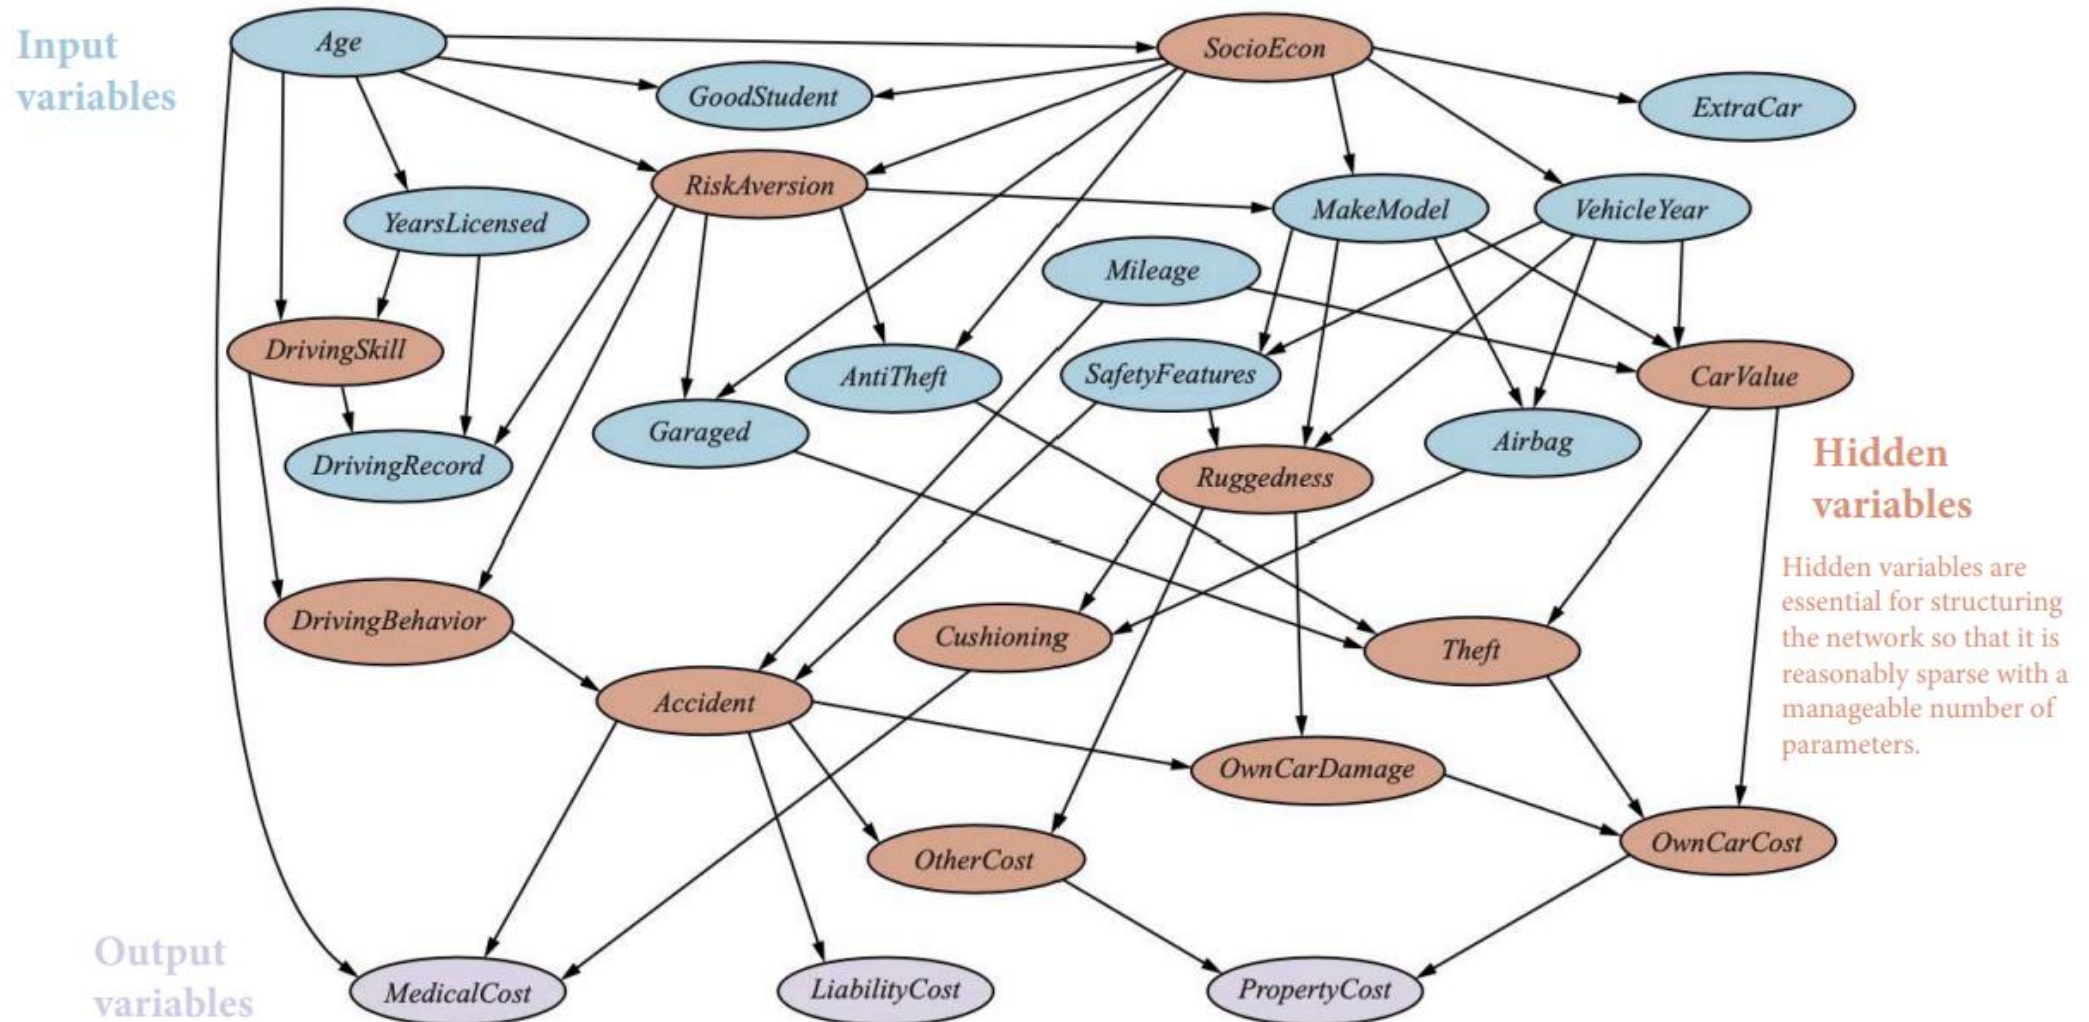 Input
variables
Age
SocioEcon
GoodStudent
ExtraCar
RiskAversion
YearsLicensed
MakeModel
VehicleYear
Mileage
DrivingSkill
AntiTheft
SafetyFeatures
CarValue
Garaged
Airbag
DrivingRecord
Ruggedness
Hidden
variables
Hidden variables are
essential for structuring
the network so that it is
reasonably sparse with a
manageable number of
parameters.
DrivingBehavior
Cushioning
Theft
Accident
OwnCarDamage
OtherCost
OwnCarCost
Output
variables
MedicalCost
LiabilityCost
PropertyCost